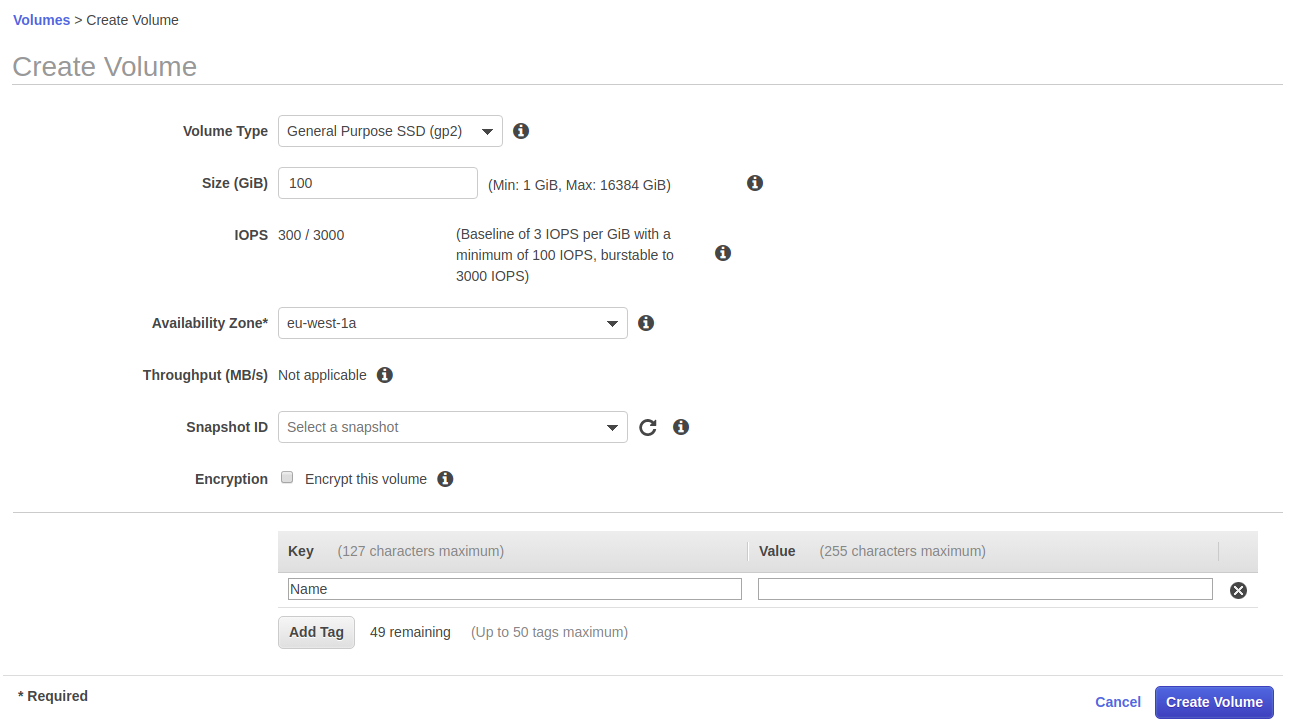 Volumes > Create Volume
Create Volume
Volume Type General Purpose SSD (gp2)
Size (GiB) 100 (Min: 1 GiB, Max: 16384 GiB)
IOPS 300 / 3000 (Baseline of 3 IOPS per GiB with a
minimum of 100 IOPS, burstable to
3000 IOPS)
Availability Zone* eu-west-1a
Throughput (MB/s) Not applicable
Snapshot ID Select a snapshot
Encryption Encrypt this volume
Key (127 characters maximum) Value (255 characters maximum)
Name
Add Tag 49 remaining (Up to 50 tags maximum)
* Required
Cancel Create Volume